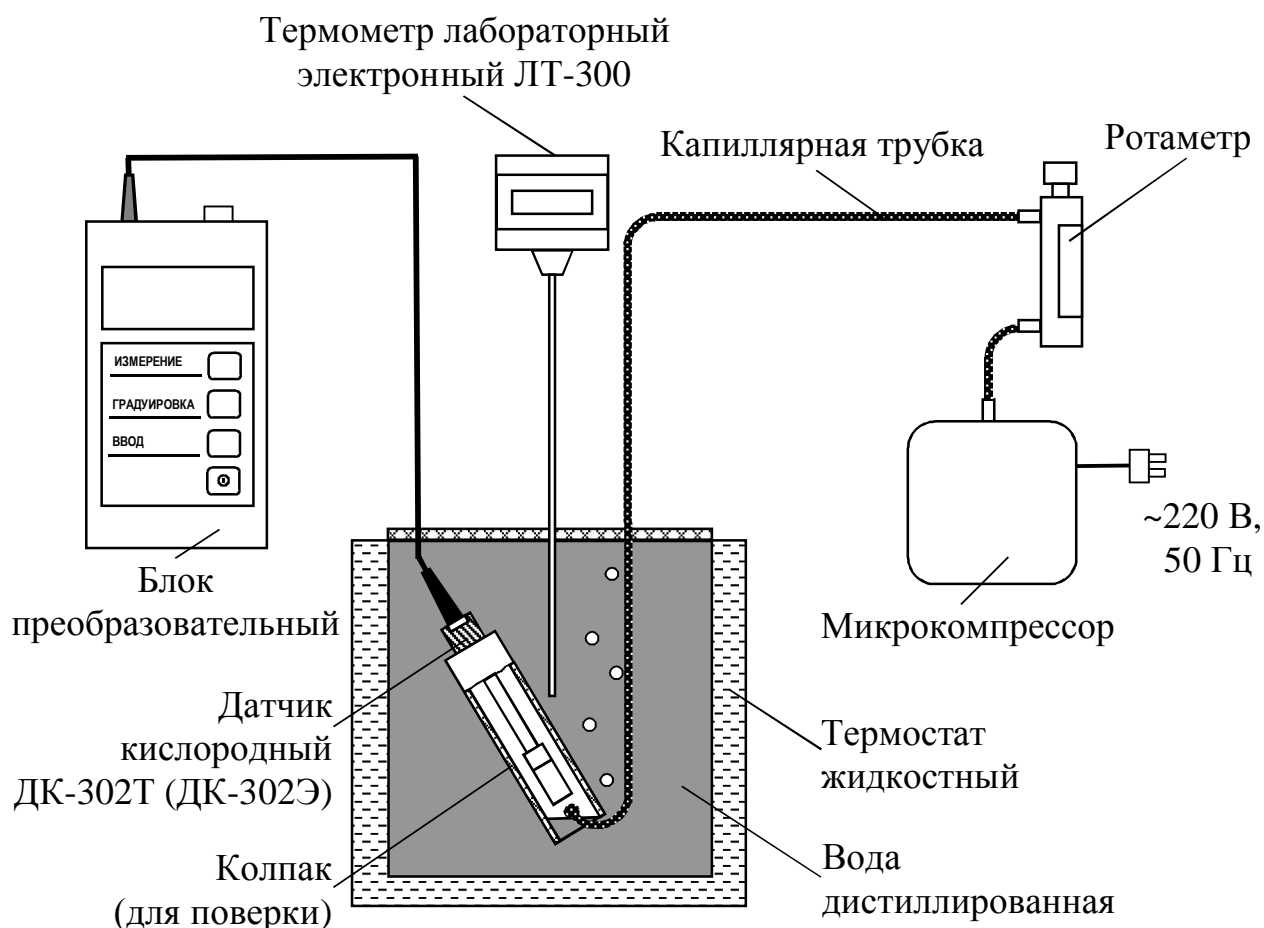 Термометр лабораторный
электронный ЛТ-300
Капиллярная трубка
Ротаметр
ИЗМЕРЕНИЕ
ГРАДУИРОВКА
ВВОД
~220 В,
50 Гц
Блок
преобразовательный
Микрокомпрессор
Датчик
кислородный
ДК-302Т (ДК-302Э)
Термостат
жидкостный
Колпак
(для поверки)
Вода
дистиллированная